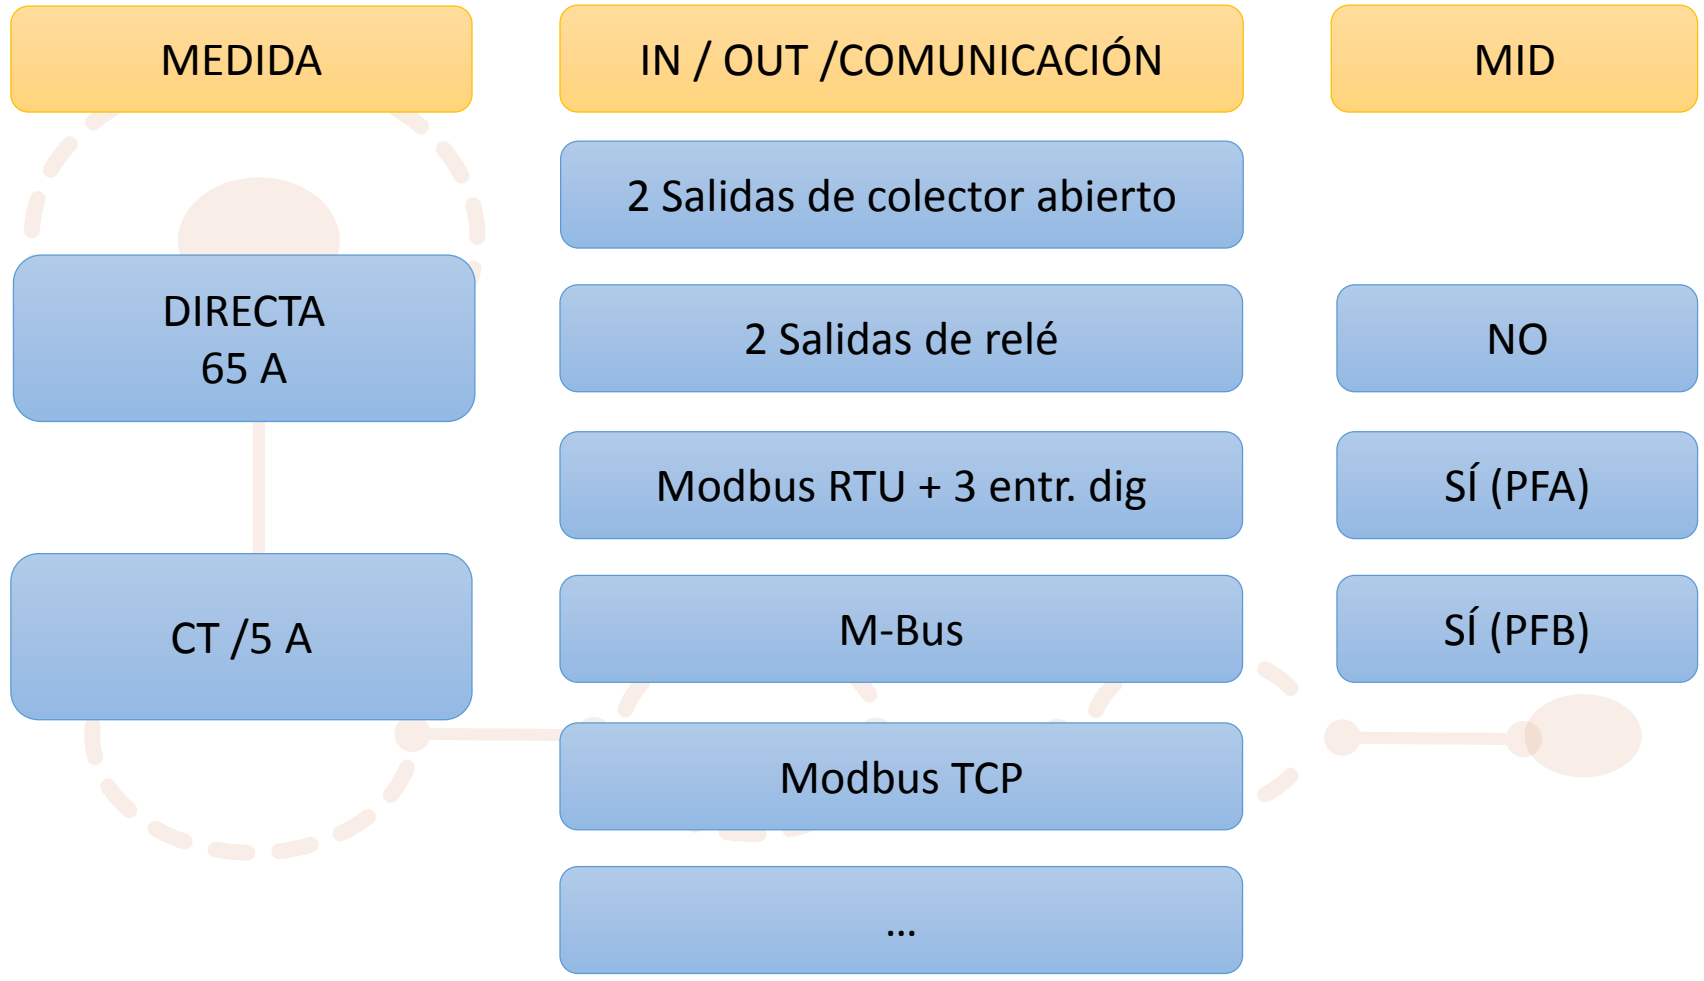 MEDIDA
DIRECTA
65 A
CT /5 A
IN / OUT /COMUNICACIÓN
2 Salidas de colector abierto
2 Salidas de relé
Modbus RTU + 3 entr. dig
M-Bus
Modbus TCP
...
MID
NO
SÍ (PFA)
SÍ (PFB)